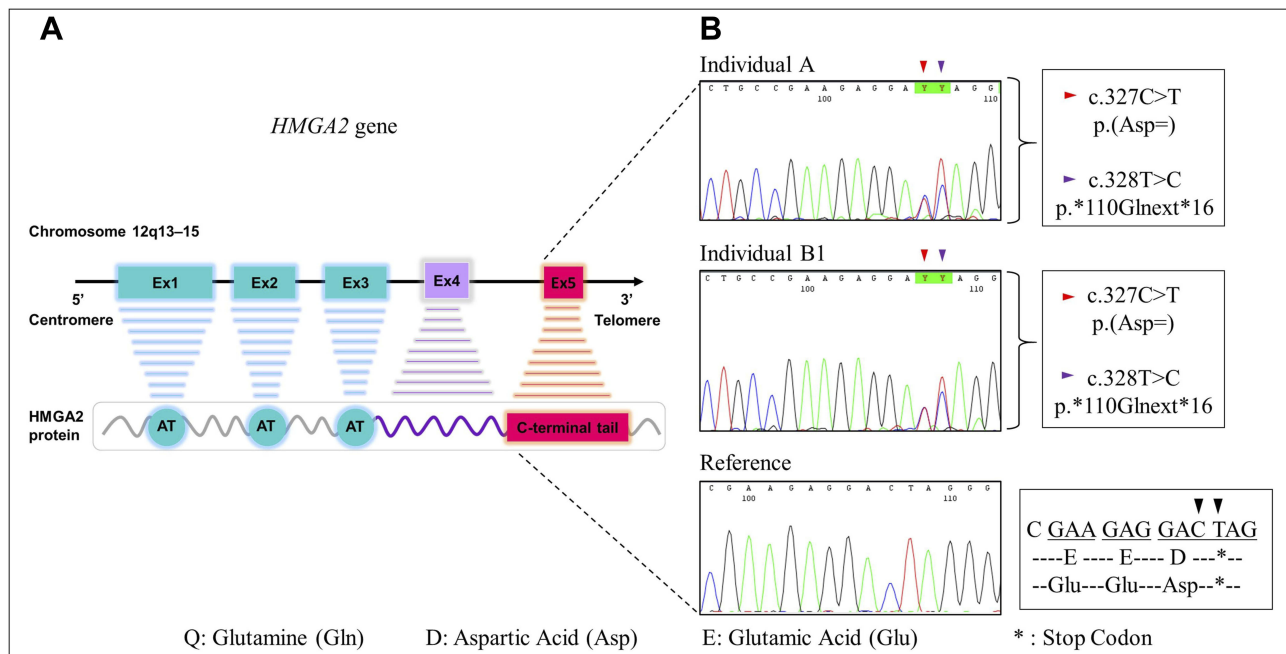 A
HMGA2 gene
Chromosome 12q13–15
Ex1
Ex2
Ex3
Ex4
Ex5
5’
3’
Centromere
Telomere
HMGA2
protein
AT
AT
AT
C-terminal tail
B
Individual A
C T G C C G A A G A G G A Y Y A G G
100
110
c.327C>T
p.(Asp=)
c.328T>C
p.*110Glnext*16
Individual B1
C T G C C G A A G A G G A Y Y A G G
100
110
c.327C>T
p.(Asp=)
c.328T>C
p.*110Glnext*16
Reference
C G A A G A G G A C T A G G G
100
110
C GAA GAG GAC TAG
----E ---- E---- D ---*--
--Glu---Glu---Asp--*--
Q: Glutamine (Gln)
D: Aspartic Acid (Asp)
E: Glutamic Acid (Glu)
* : Stop Codon